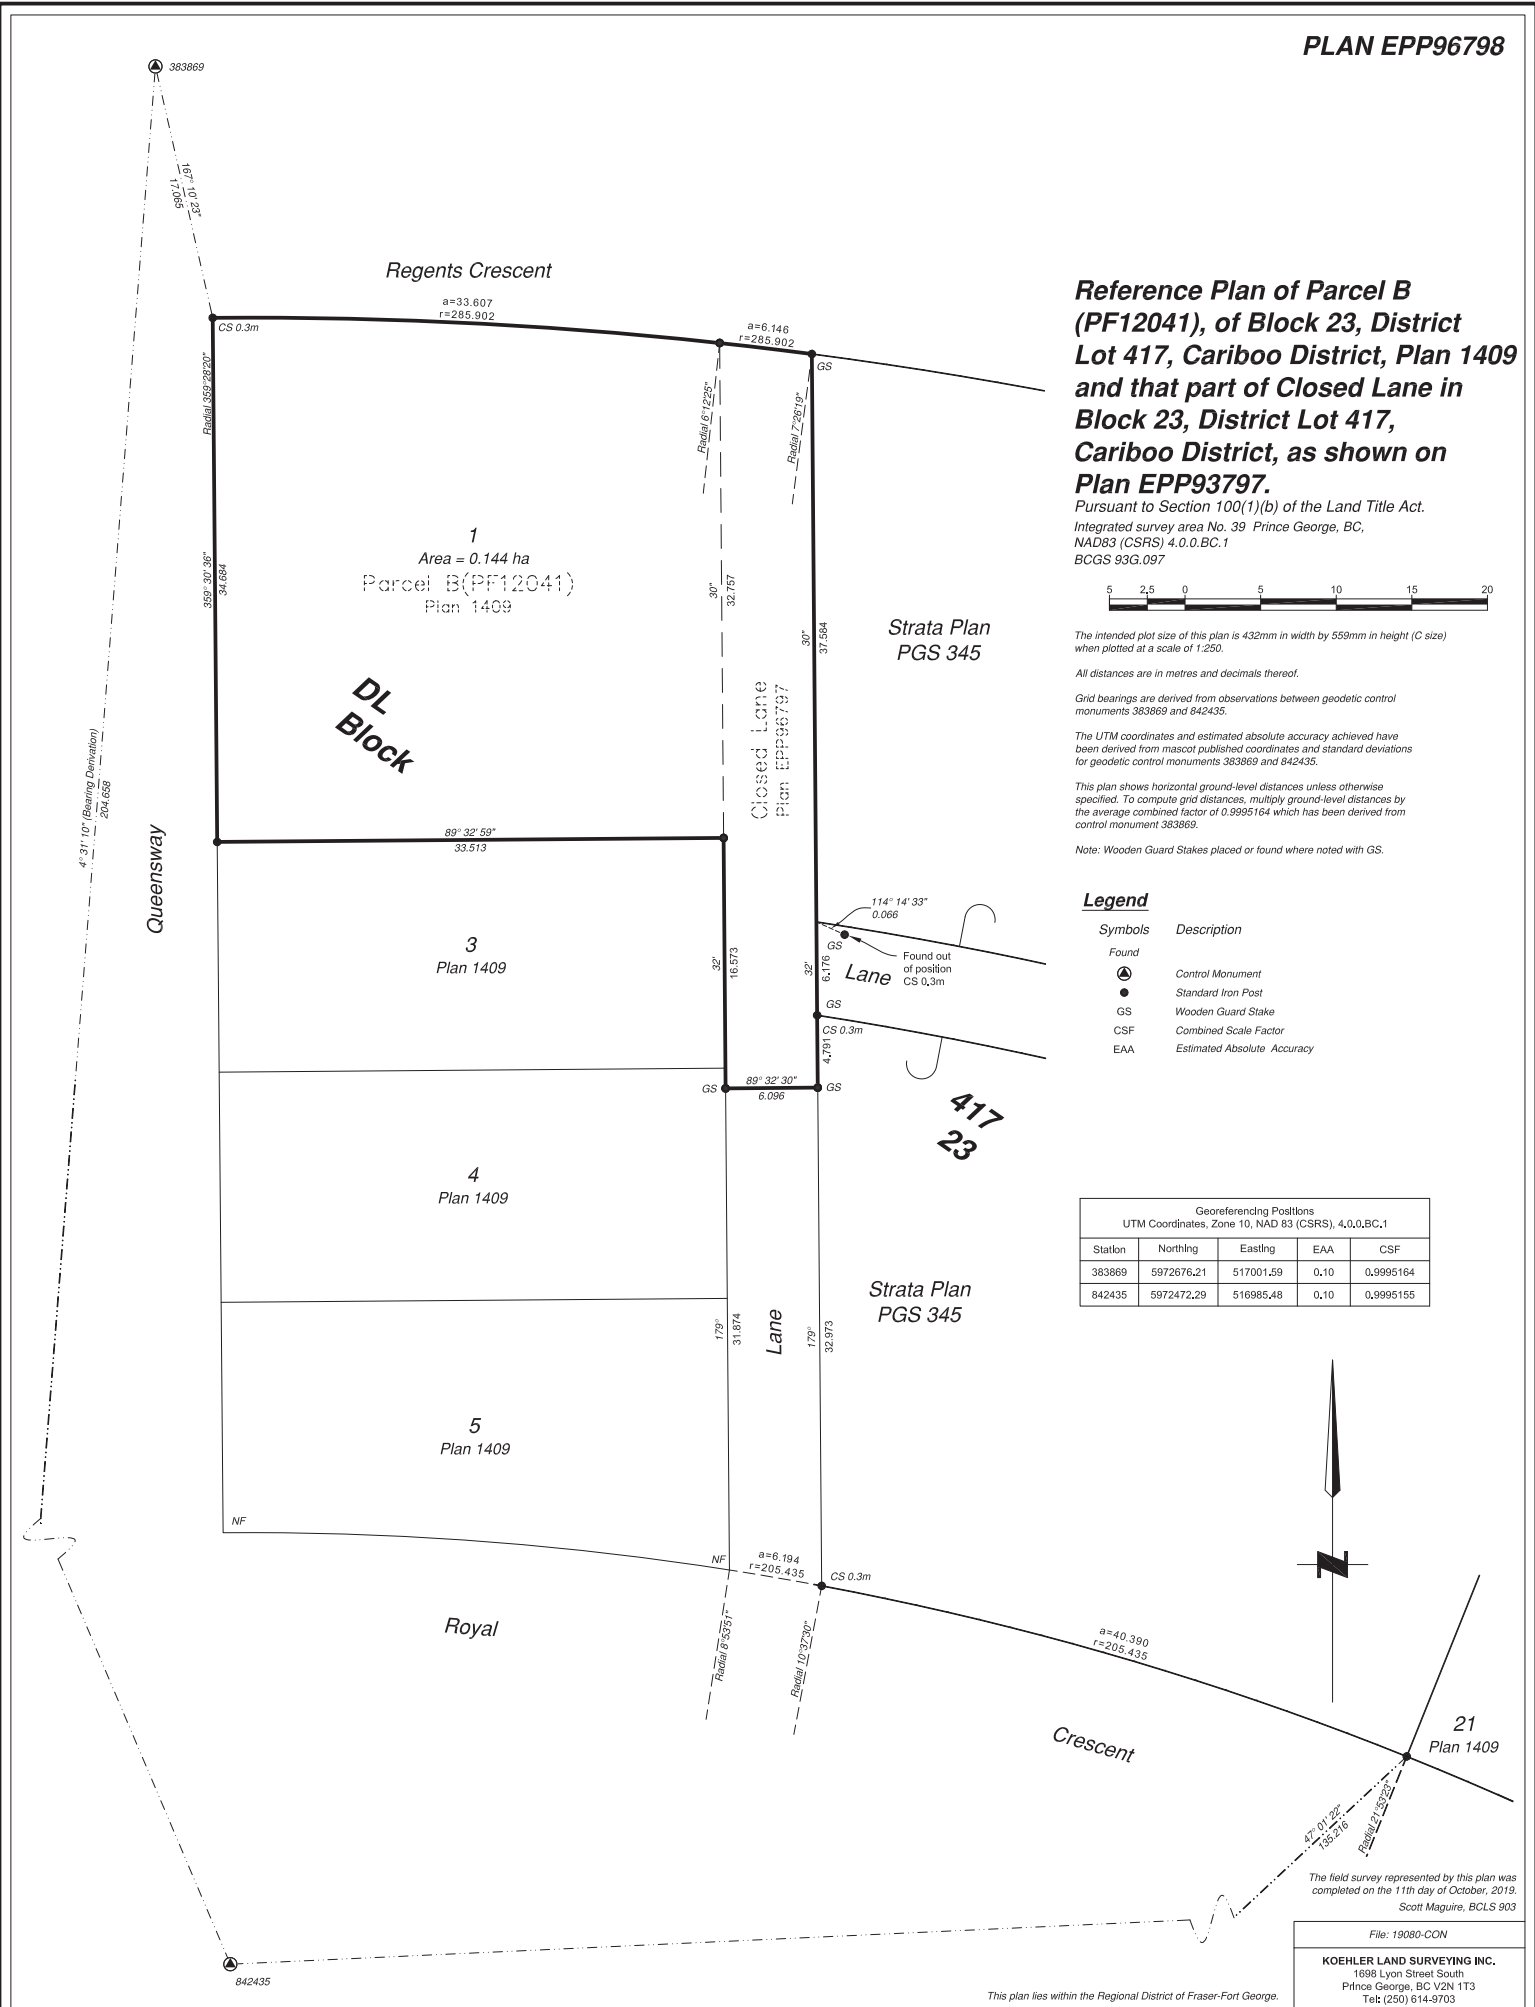 PLAN EPP96798
383869
167° 10' 23"
17.065
Regents Crescent
a=33.607
r=285.902
a=6.146
r=285.902
CS 0.3m
GS
Radial 359°28'20"
Radial 6°12'25"
Radial 7°26'19"
Reference Plan of Parcel B
(PF12041), of Block 23, District
Lot 417, Cariboo District, Plan 1409
and that part of Closed Lane in
Block 23, District Lot 417,
Cariboo District, as shown on
Plan EPP93797.
Pursuant to Section 100(1)(b) of the Land Title Act.
Integrated survey area No. 39 Prince George, BC,
NAD83 (CSRS) 4.0.0.BC.1
BCGS 93G.097
5 2.5 0 5 10 15 20
The intended plot size of this plan is 432mm in width by 559mm in height (C size)
when plotted at a scale of 1:250.
All distances are in metres and decimals thereof.
Grid bearings are derived from observations between geodetic control
monuments 383869 and 842435.
The UTM coordinates and estimated absolute accuracy achieved have
been derived from mascot published coordinates and standard deviations
for geodetic control monuments 383869 and 842435.
This plan shows horizontal ground-level distances unless otherwise
specified. To compute grid distances, multiply ground-level distances by
the average combined factor of 0.9995164 which has been derived from
control monument 383869.
Note: Wooden Guard Stakes placed or found where noted with GS.
1
Area = 0.144 ha
Parcel B(PF12041)
Plan 1409
359° 30' 36"
34.684
30"
32.757
30"
37.584
Strata Plan
PGS 345
DL
Block
Closed Lane
Plan EPP96797
4° 31' 10" (Bearing Derivation)
204.658
Queensway
89° 32' 59"
33.513
3
Plan 1409
32'
16.573
32'
6.176
114° 14' 33"
0.066
GS
Found out
of position
CS 0.3m
Lane
GS
CS 0.3m
4.791
GS
89° 32' 30"
6.096
GS
417
23
Legend
Symbols Description
Found
Control Monument
Standard Iron Post
GS Wooden Guard Stake
CSF Combined Scale Factor
EAA Estimated Absolute Accuracy
4
Plan 1409
Georeferencing Positions
UTM Coordinates, Zone 10, NAD 83 (CSRS), 4.0.0.BC.1
Station Northing Easting EAA CSF
383869 5972676.21 517001.59 0.10 0.9995164
842435 5972472.29 516985.48 0.10 0.9995155
Strata Plan
PGS 345
179°
31.874
Lane
179°
32.973
5
Plan 1409
NF
NF
a=6.194
r=205.435
CS 0.3m
Radial 8°53'51"
Radial 10°37'30"
Royal
a=40.390
r=205.435
Crescent
21
Plan 1409
47° 01' 22"
135.216
Radial 21°53'23"
N
842435
The field survey represented by this plan was
completed on the 11th day of October, 2019.
Scott Maguire, BCLS 903
File: 19080-CON
KOEHLER LAND SURVEYING INC.
1698 Lyon Street South
Prince George, BC V2N 1T3
Tel: (250) 614-9703
This plan lies within the Regional District of Fraser-Fort George.